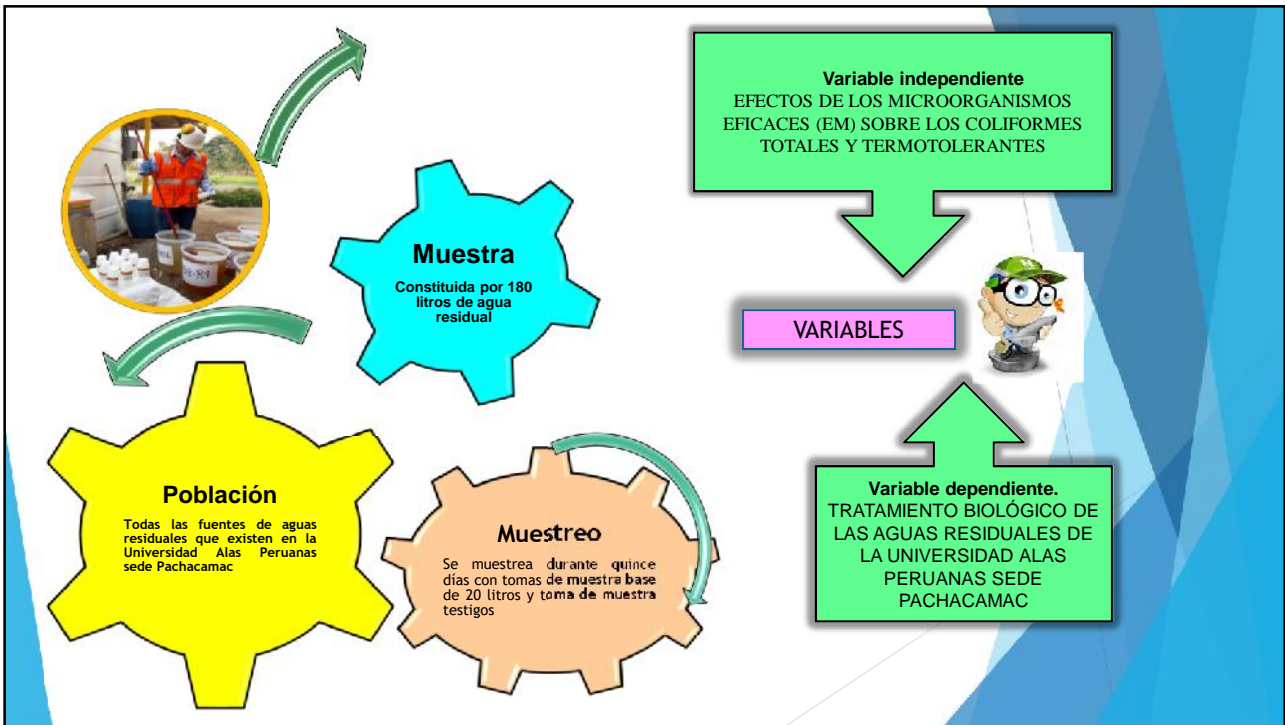 Muestra
Constituida por 180
litros de agua
residual
Población
Todas las fuentes de aguas
residuales que existen en la
Universidad Alas Peruanas
sede Pachacamac
Muestreo
Se muestrea durante quince
días con tomas de muestra base
de 20 litros y toma de muestra
testigos
Variable independiente
EFECTOS DE LOS MICROORGANISMOS
EFICACES (EM) SOBRE LOS COLIFORMES
TOTALES Y TERMOTOLERANTES
VARIABLES
Variable dependiente.
TRATAMIENTO BIOLÓGICO DE
LAS AGUAS RESIDUALES DE
LA UNIVERSIDAD ALAS
PERUANAS SEDE
PACHACAMAC